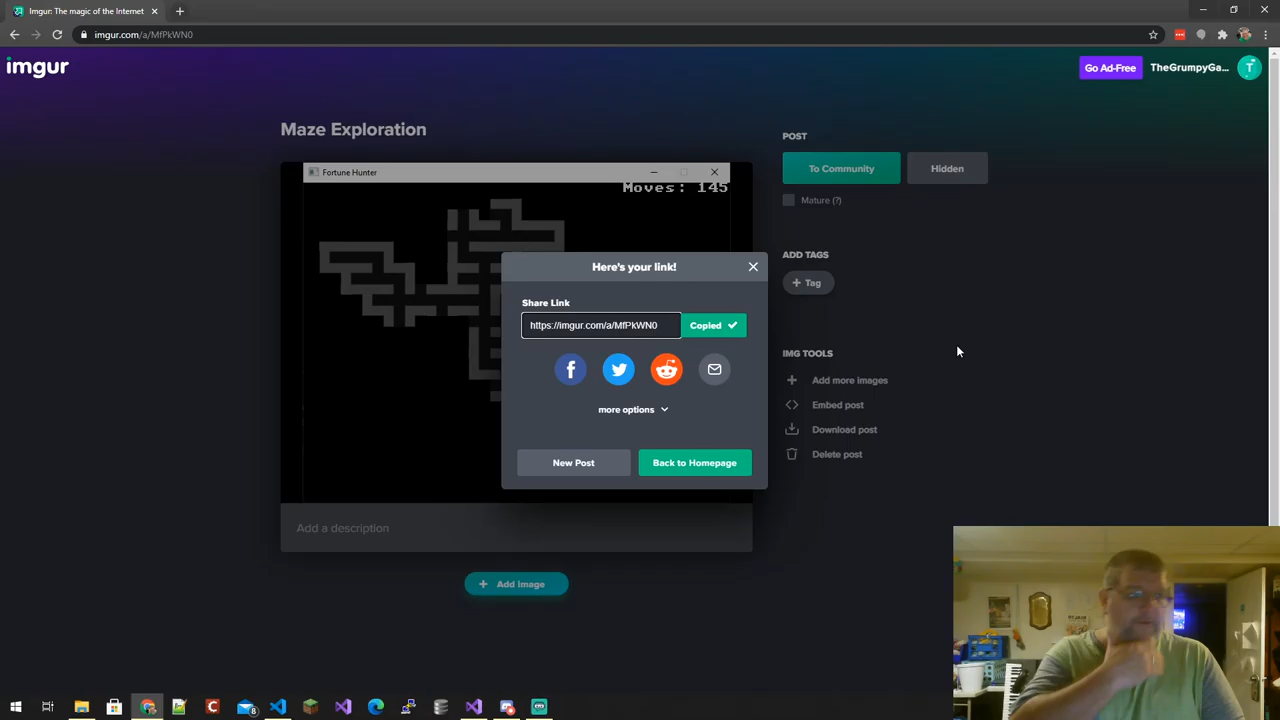 Imgur: The magic of the Internet
imgur.com/a/MfPkWN0
imgur
Go Ad-Free
TheGrumpyGa...
T
Maze Exploration
POST
To Community
Hidden
Mature (?)
Fortune Hunter
Moves: 145
ADD TAGS
Tag
Here's your link!
Share Link
https://imgur.com/a/MfPkWN0
Copied
more options
New Post
Back to Homepage
IMG TOOLS
Add more images
Embed post
Download post
Delete post
Add a description
Add Image
8